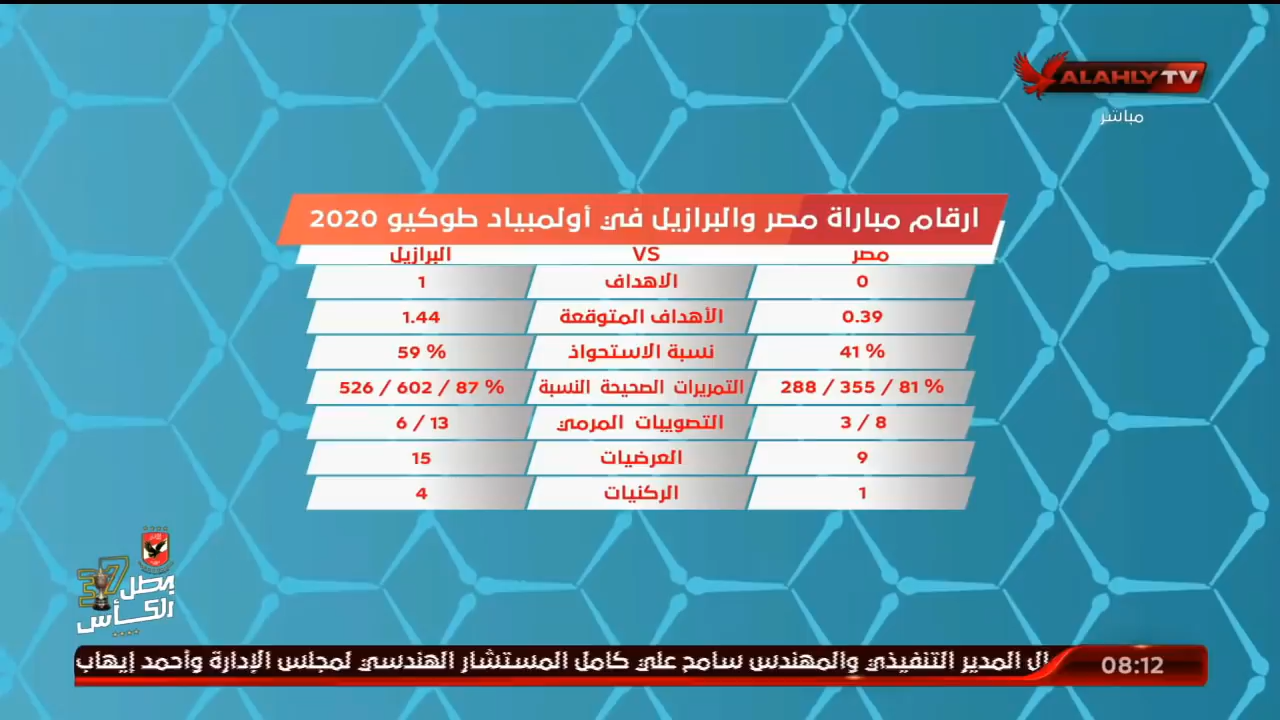 ALAHLY TV
مباشر
ارقام مباراة مصر والبرازيل في أولمبياد طوكيو 2020
مصر VS البرازيل
0 الاهداف 1
0.39 الأهداف المتوقعة 1.44
41 % نسبة الاستحواذ 59 %
288 / 355 / 81 % التمريرات الصحيحة النسبة 526 / 602 / 87 %
3 / 8 التصويبات المرمي 6 / 13
9 العرضيات 15
1 الركنيات 4
37
بطل
الكأس
08:12 ال المدير التنفيذي والمهندس سامح علي كامل المستشار الهندسي لمجلس الإدارة وأحمد إيهاب